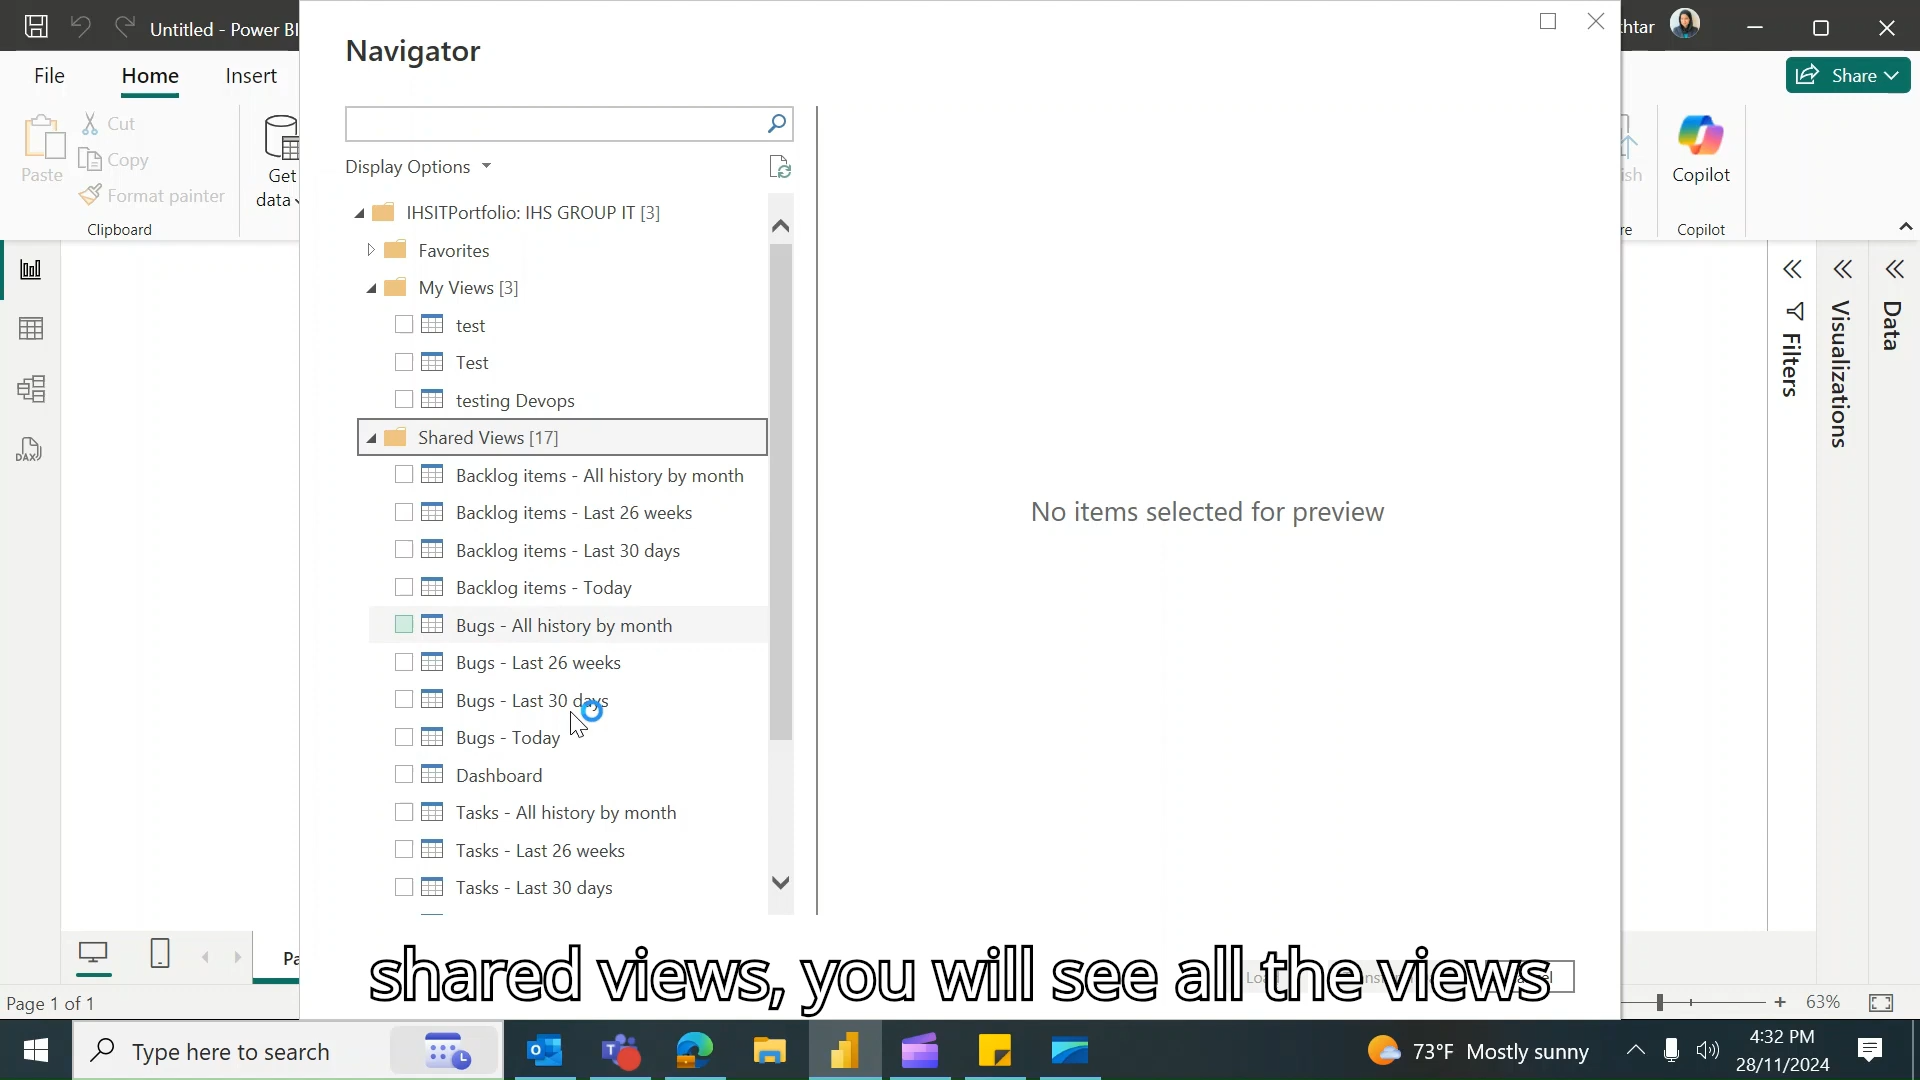 Untitled - Power BI
Navigator
htar
File
Home
Insert
Share
Cut
Copy
Paste
Format painter
Clipboard
Get
data
Display Options
IHSITPortfolio: IHS GROUP IT [3]
Favorites
My Views [3]
test
Test
testing Devops
Shared Views [17]
Backlog items - All history by month
Backlog items - Last 26 weeks
Backlog items - Last 30 days
Backlog items - Today
Bugs - All history by month
Bugs - Last 26 weeks
Bugs - Last 30 days
Bugs - Today
Dashboard
Tasks - All history by month
Tasks - Last 26 weeks
Tasks - Last 30 days
No items selected for preview
ish
Copilot
re
Copilot
Filters
Visualizations
Data
DAX
Pa
shared views, you will see all the views
Page 1 of 1
63%
Type here to search
73°F Mostly sunny
4:32 PM
28/11/2024